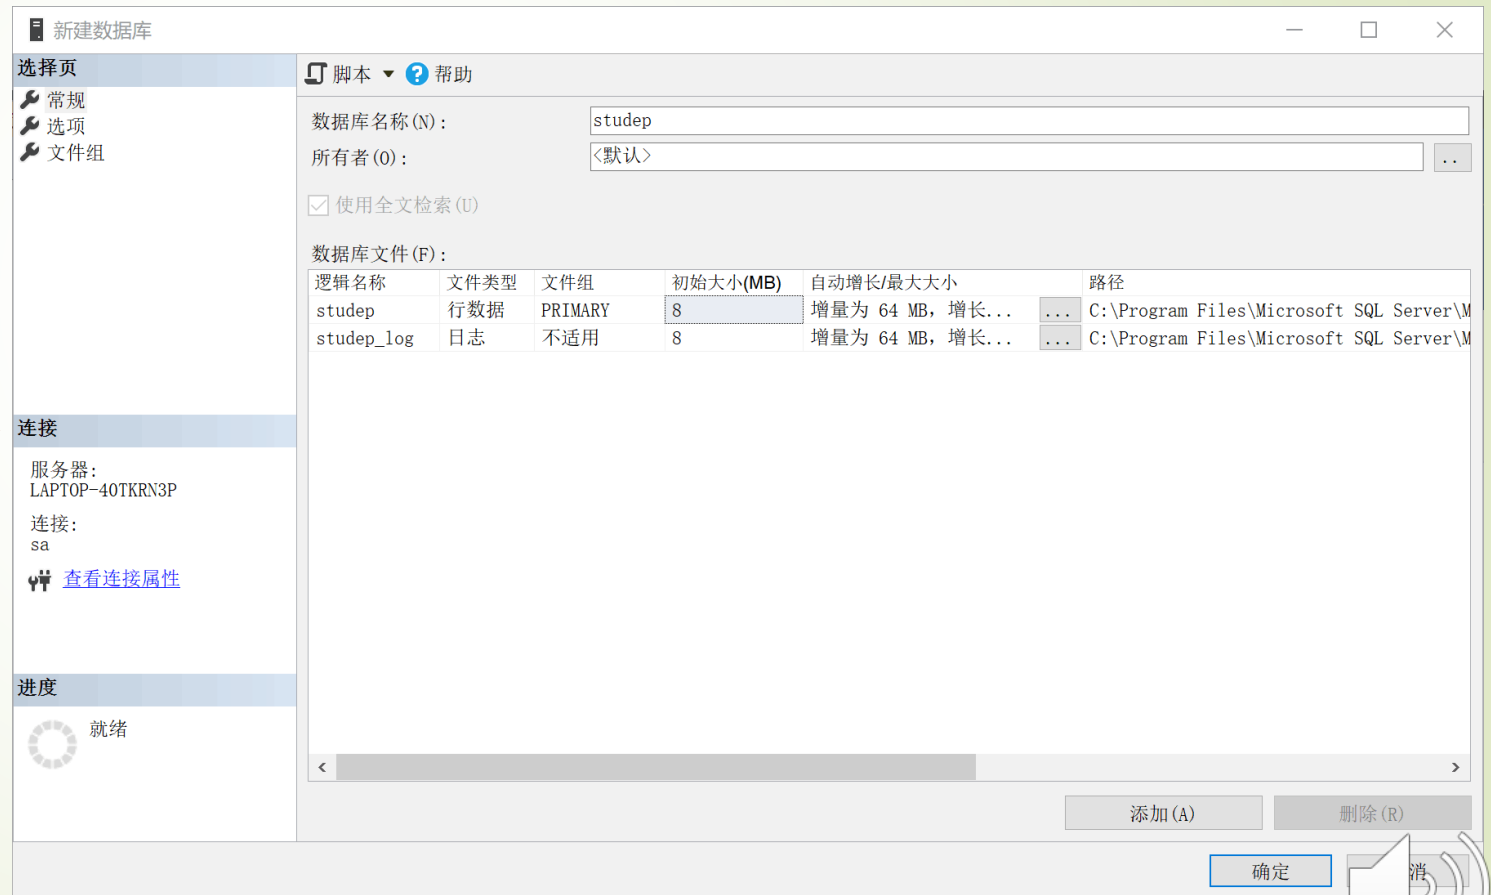 新建数据库
选择页
常规
选项
文件组
脚本 帮助
数据库名称(N): studep
所有者(O): <默认> ..
使用全文检索(U)
数据库文件(F):
逻辑名称 文件类型 文件组 初始大小(MB) 自动增长/最大大小 路径
studep 行数据 PRIMARY 8 增量为 64 MB，增长... ... C:\Program Files\Microsoft SQL Server\M
studep_log 日志 不适用 8 增量为 64 MB，增长... ... C:\Program Files\Microsoft SQL Server\M
连接
服务器:
LAPTOP-40TKRN3P
连接:
sa
查看连接属性
进度
就绪
添加(A) 删除(R)
确定 消